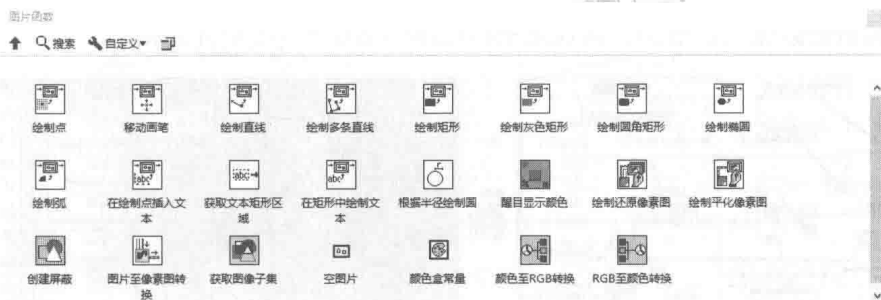 图片函数
搜索 自定义
绘制点 移动画笔 绘制直线 绘制多条直线 绘制矩形 绘制灰色矩形 绘制圆角矩形 绘制椭圆
abc abc abc
绘制弧 在绘制点插入文 获取文本矩形区 在矩形中绘制文 根据半径绘制圆 醒目显示颜色 绘制还原像素图 绘制平化像素图
本 域 本
创建屏蔽 图片至像素图转 获取图像子集 空图片 颜色盒常量 颜色至RGB转换 RGB至颜色转换
换